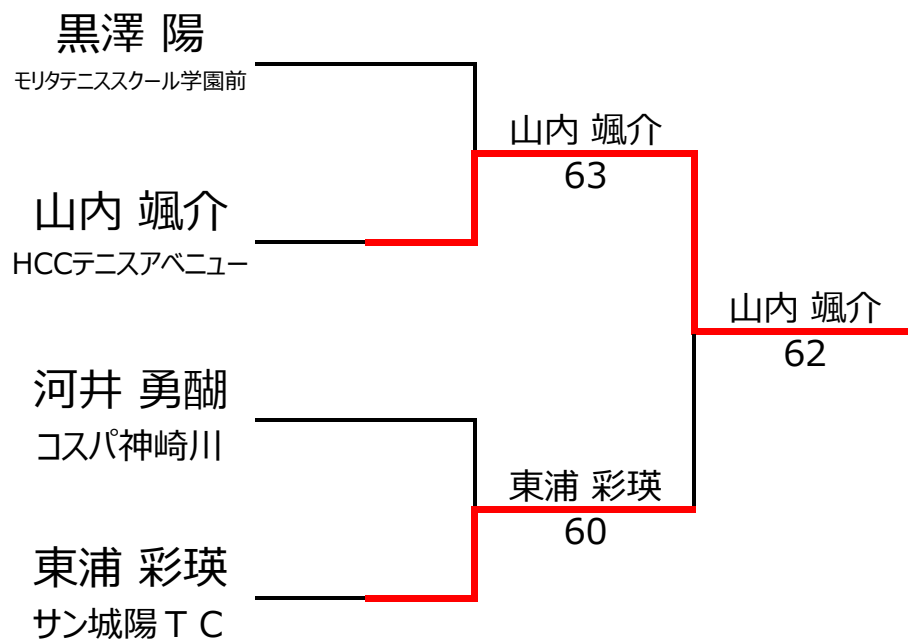 黒澤 陽
モリタテニススクール学園前
山内 颯介
63
山内 颯介
HCCテニスアベニュー
山内 颯介
62
河井 勇醐
コスパ神崎川
東浦 彩瑛
60
東浦 彩瑛
サン城陽ＴＣ